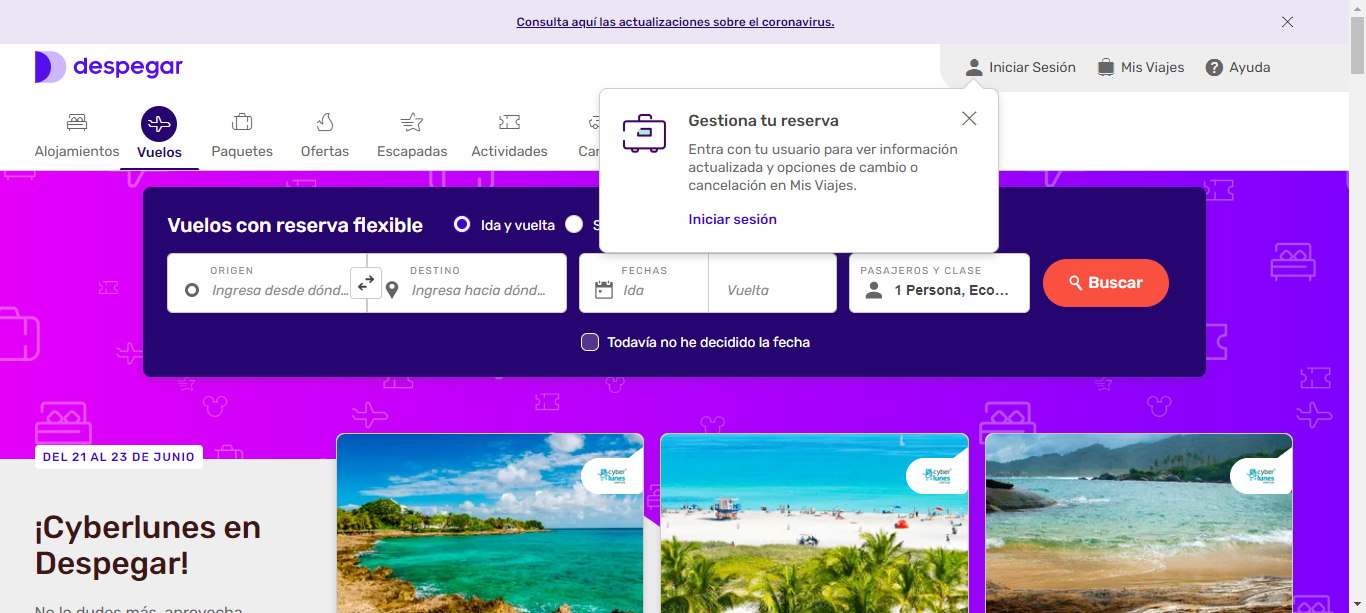 Consulta aquí las actualizaciones sobre el coronavirus.
despegar
Iniciar Sesión
Mis Viajes
Ayuda
Alojamientos
Vuelos
Paquetes
Ofertas
Escapadas
Actividades
Gestiona tu reserva
Entra con tu usuario para ver información
actualizada y opciones de cambio o
cancelación en Mis Viajes.
Iniciar sesión
Vuelos con reserva flexible
Ida y vuelta
ORIGEN
Ingresa desde dónd...
DESTINO
Ingresa hacia dónd...
FECHAS
Ida
Vuelta
PASAJEROS Y CLASE
1 Persona, Eco...
Buscar
Todavía no he decidido la fecha
DEL 21 AL 23 DE JUNIO
¡Cyberlunes en
Despegar!
No lo dudes más, aprovecha
cyber
lunes
cyber
lunes
cyber
lunes